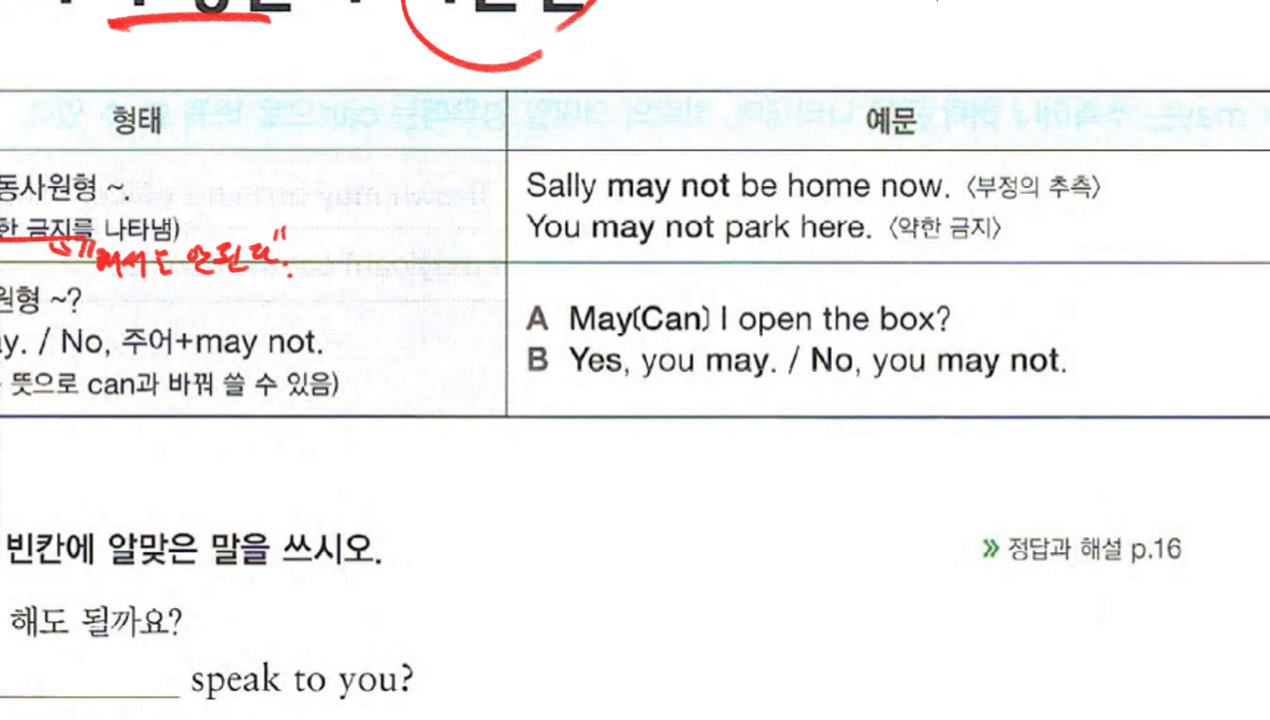 형태
예문
동사원형 ~.
한 금지를 나타냄)
해서도 안된다".
Sally may not be home now. 〈부정의 추측〉
You may not park here. 〈약한 금지〉
원형 ~?
ay. / No, 주어+may not.
뜻으로 can과 바꿔 쓸 수 있음)
A May(Can) I open the box?
B Yes, you may. / No, you may not.
빈칸에 알맞은 말을 쓰시오.
» 정답과 해설 p.16
해도 될까요?
speak to you?